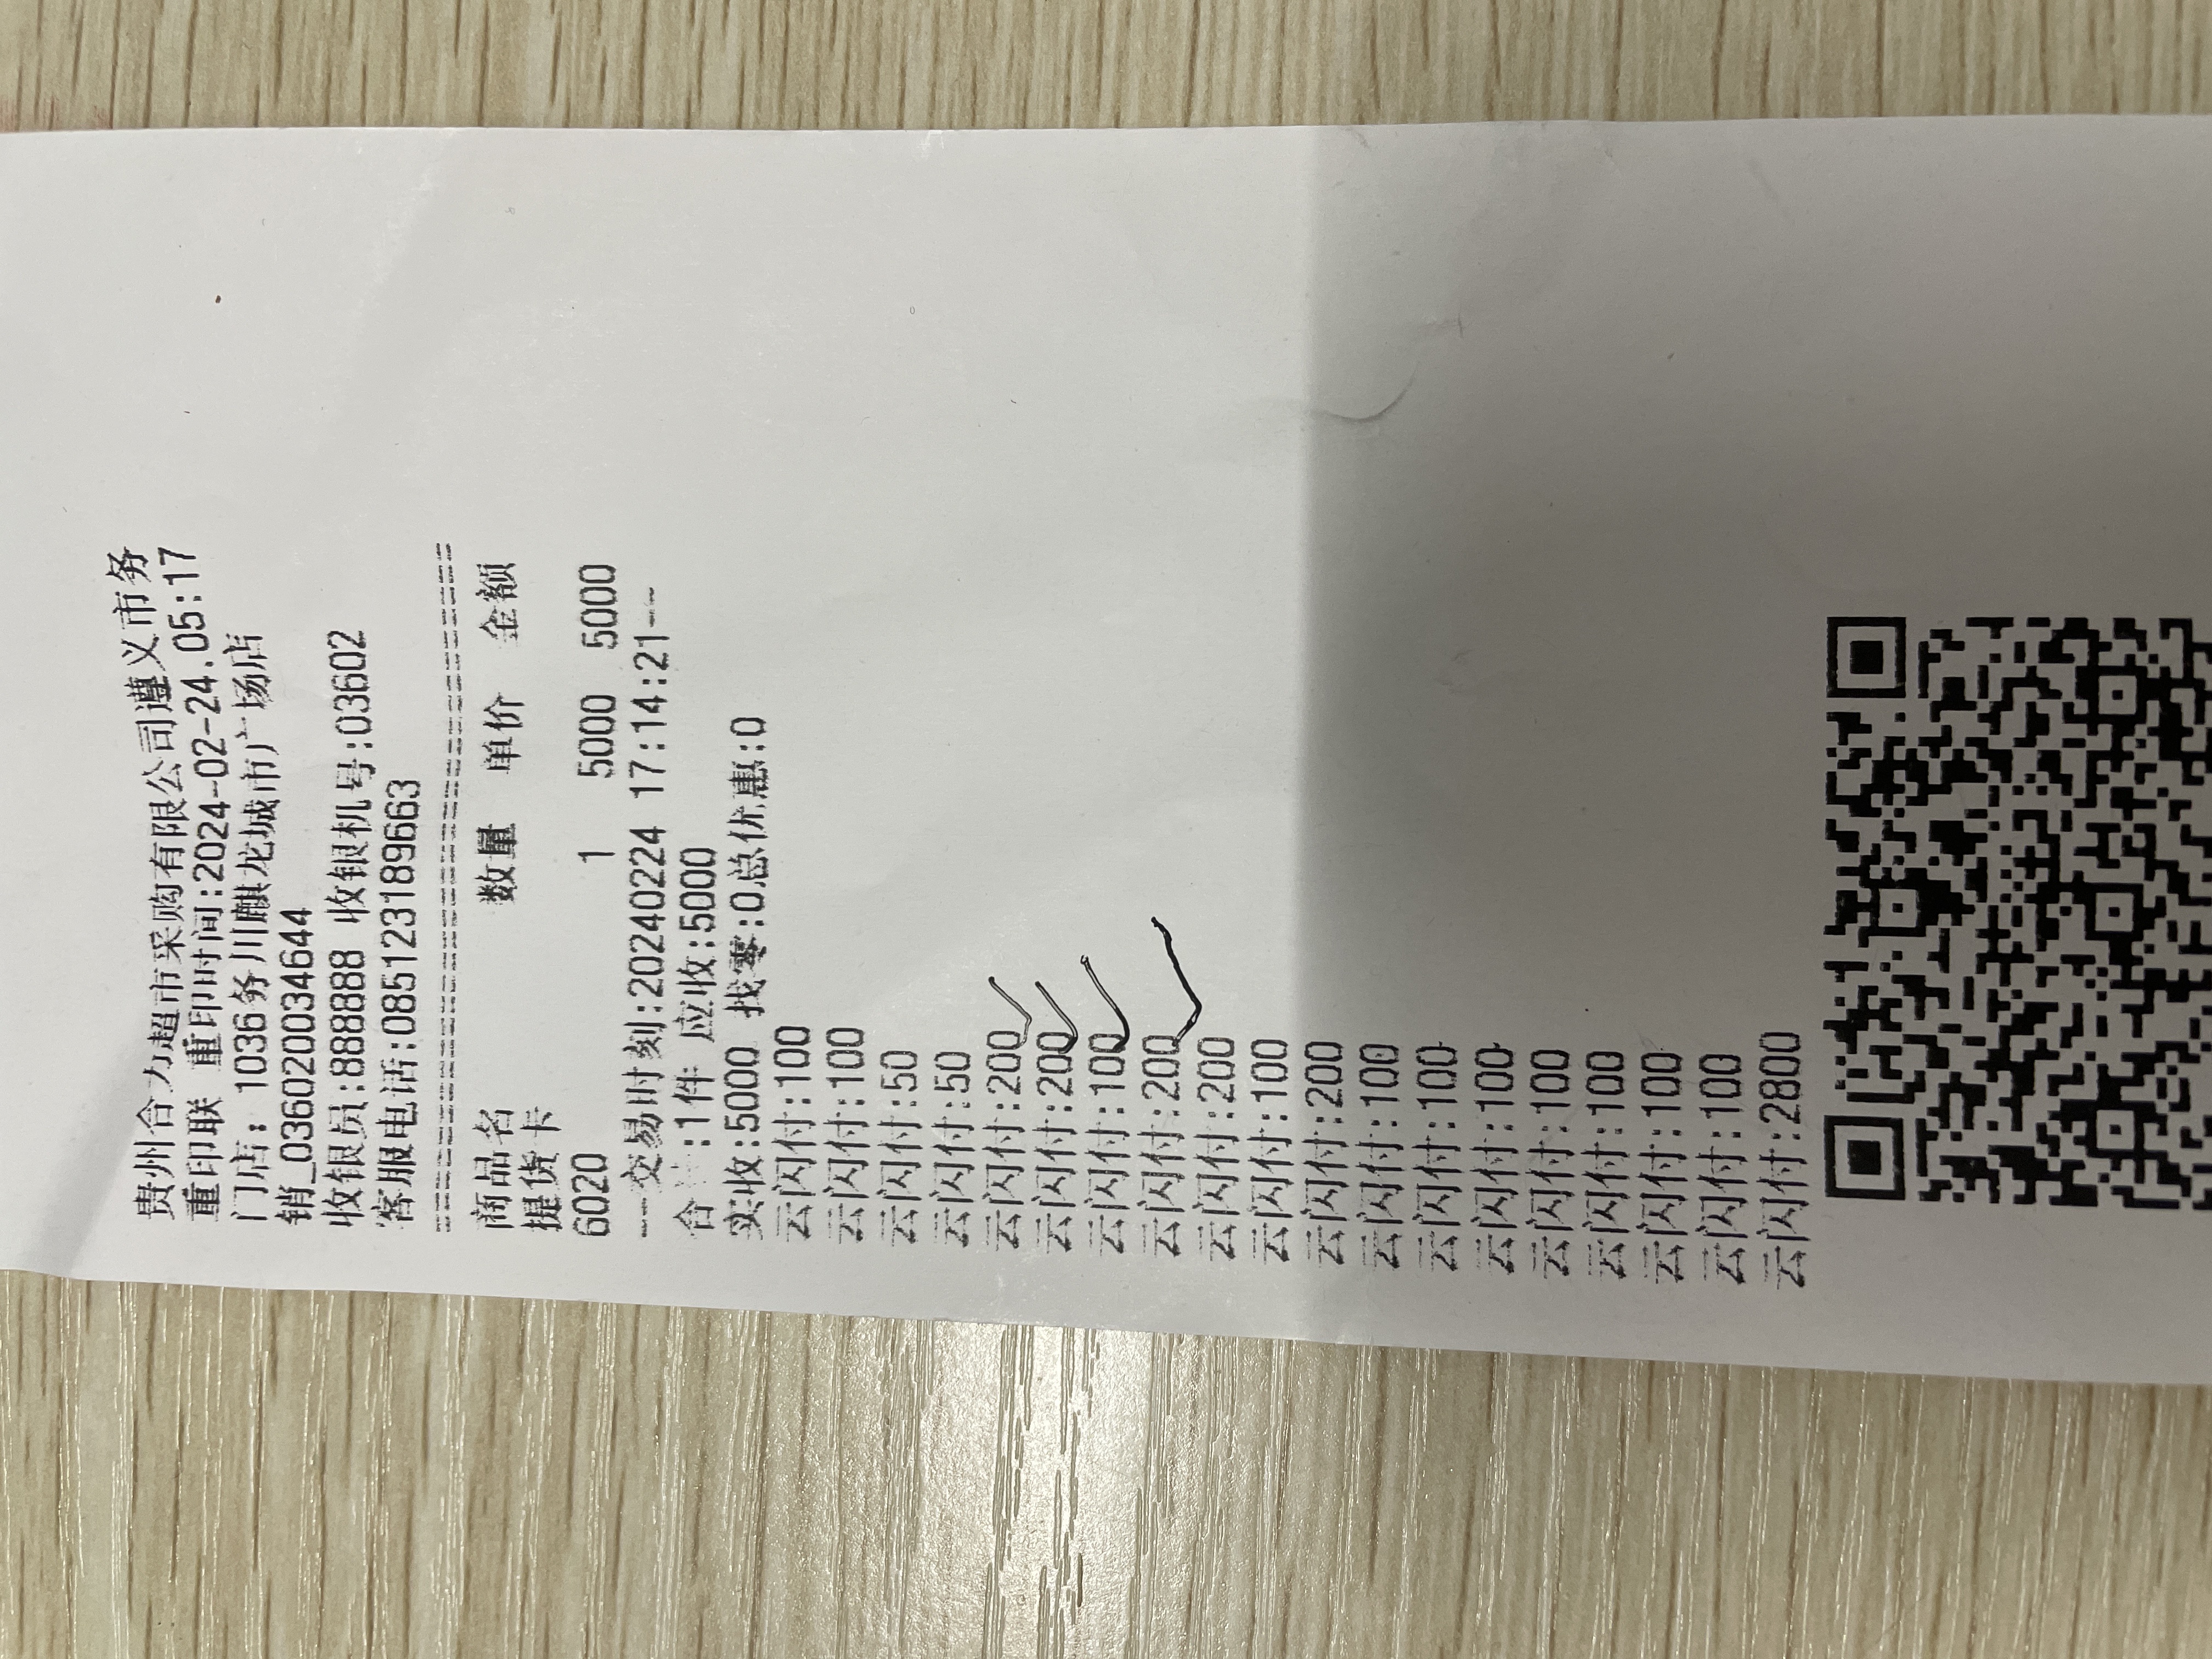 贵州合力超市采购有限公司遵义市务
重印联 重印时间:2024-02-24.05:17
门店: 1036务川麒龙城市广场店
销_036020034644
收银员:888888 收银机号:03602
客服电话:085123189663
商品名 数量 单价 金额
提货卡
6020 1 5000 5000
---交易时刻:20240224 17:14:21--
合 :1件 应收:5000
实收:5000 找零:0总优惠:0
云闪付:100
云闪付:100
云闪付:50
云闪付:50
云闪付:200
云闪付:200
云闪付:100
云闪付:200
云闪付:200
云闪付:100
云闪付:200
云闪付:100
云闪付:100
云闪付:100
云闪付:100
云闪付:100
云闪付:100
云闪付:100
云闪付:2800